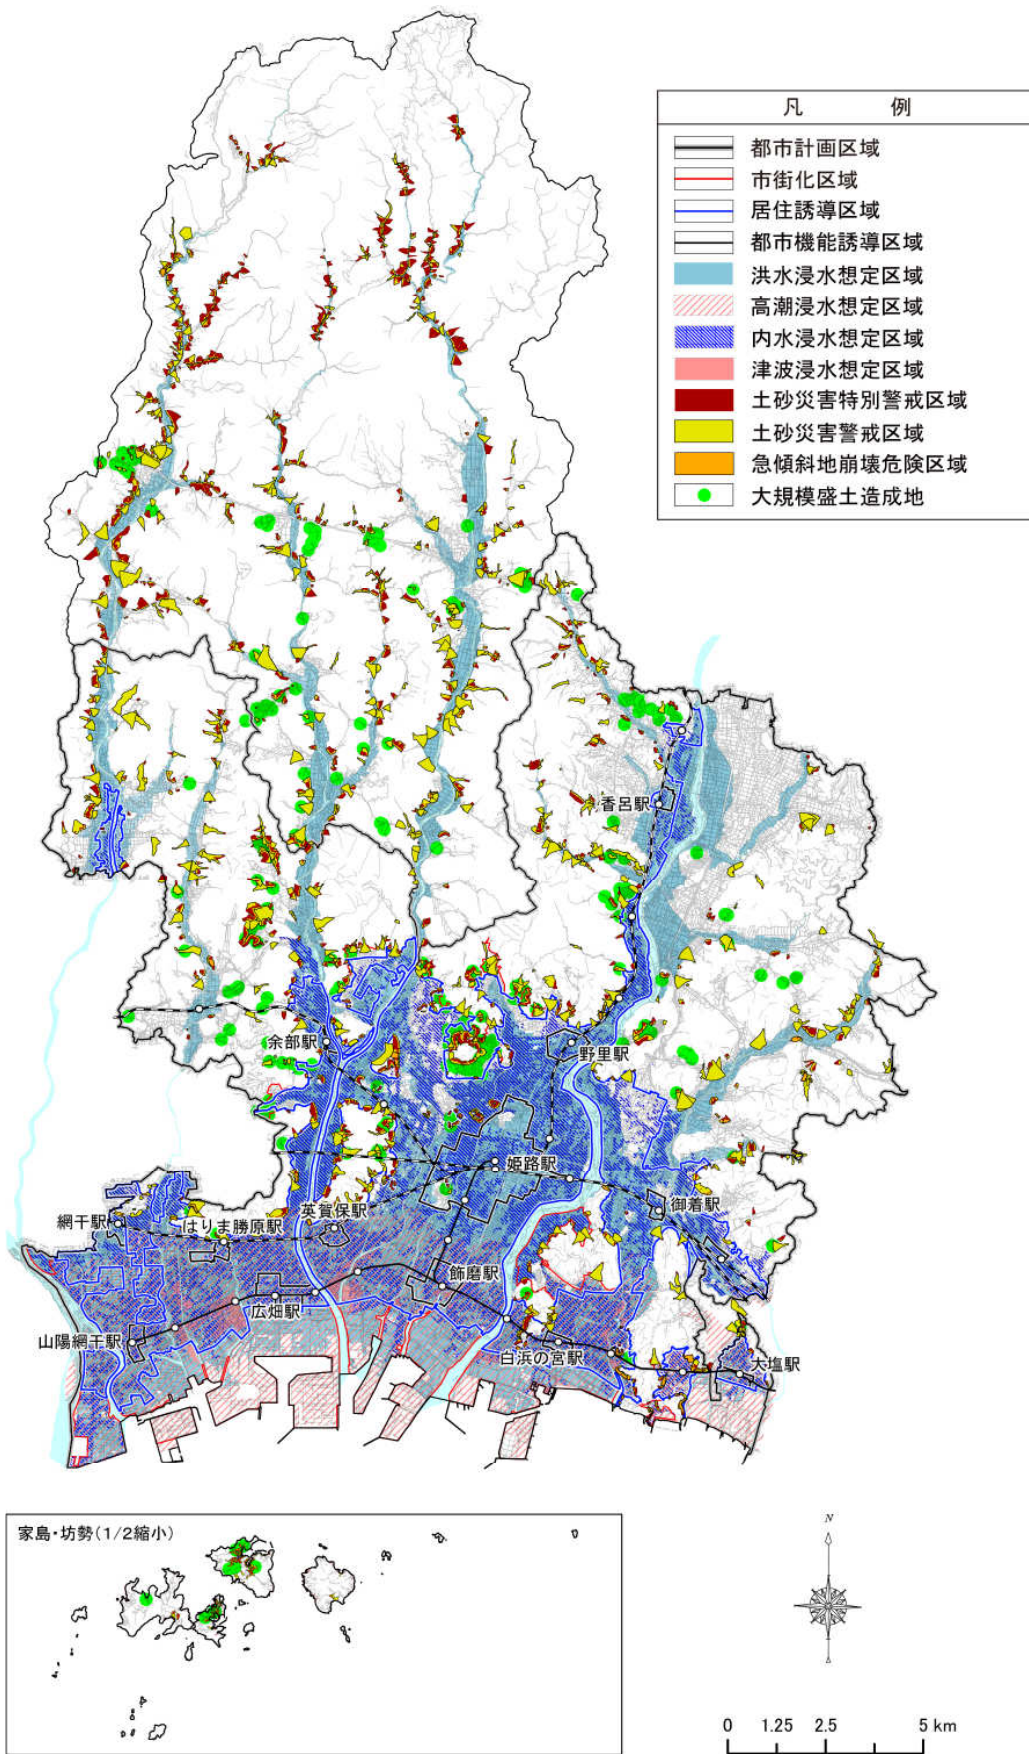 凡 例
都市計画区域
市街化区域
居住誘導区域
都市機能誘導区域
洪水浸水想定区域
高潮浸水想定区域
内水浸水想定区域
津波浸水想定区域
土砂災害特別警戒区域
土砂災害警戒区域
急傾斜地崩壊危険区域
大規模盛土造成地
香呂駅
余部駅
野里駅
姫路駅
御着駅
網干駅
はりま勝原駅
英賀保駅
飾磨駅
広畑駅
山陽網干駅
白浜の宮駅
大塩駅
家島・坊勢(1/2縮小)
N
0 1.25 2.5 5 km